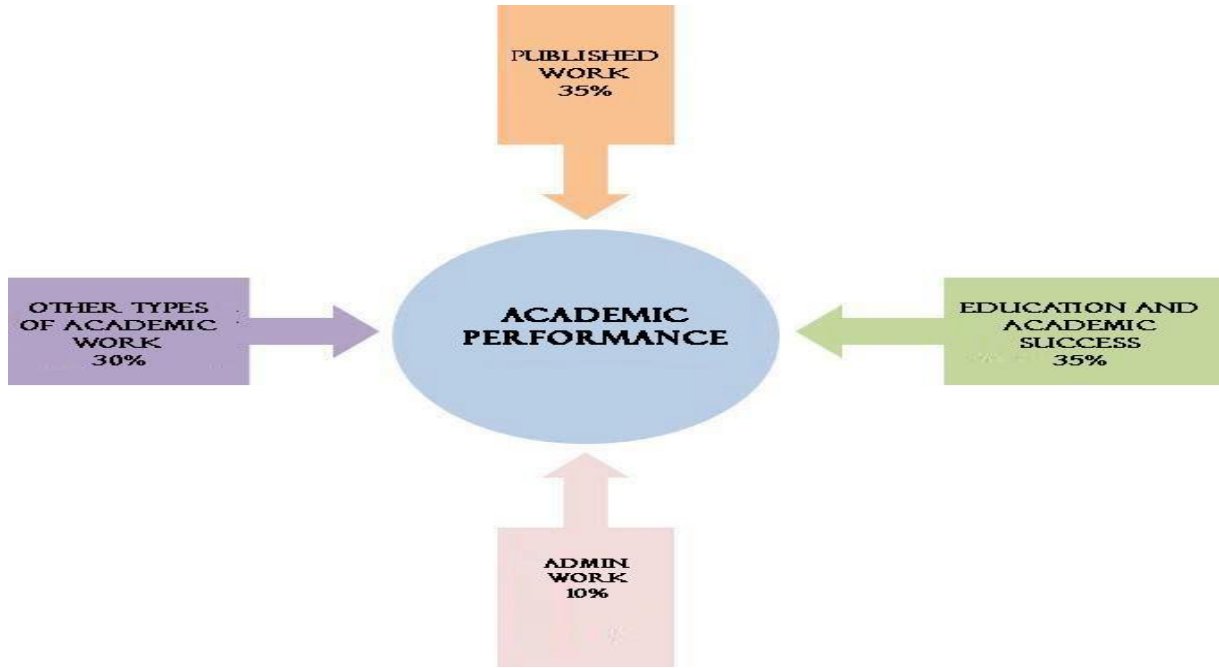 PUBLISHED
WORK
35%
OTHER TYPES
OF ACADEMIC
WORK
30%
ACADEMIC
PERFORMANCE
EDUCATION AND
ACADEMIC
SUCCESS
35%
ADMIN
WORK
10%